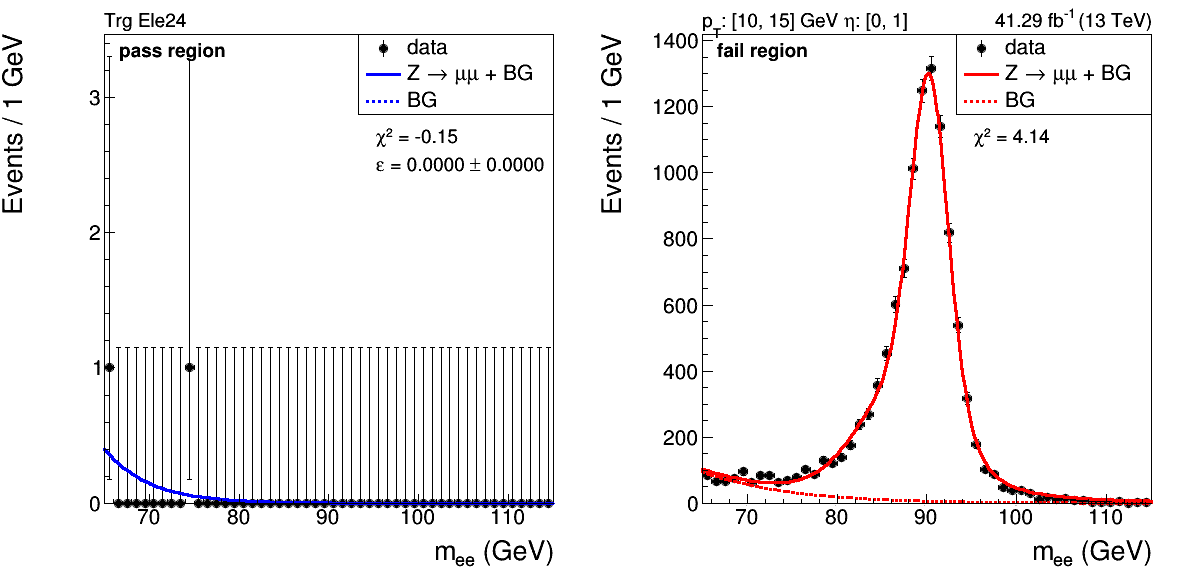 Trg Ele24
pass region
data
Z → μμ + BG
BG
χ² = -0.15
ε = 0.0000 ± 0.0000
Events / 1 GeV
3
2
1
0
70 80 90 100 110
m_ee (GeV)
p_T: [10, 15] GeV η: [0, 1] 41.29 fb⁻¹ (13 TeV)
fail region
data
Z → μμ + BG
BG
χ² = 4.14
Events / 1 GeV
1400
1200
1000
800
600
400
200
0
70 80 90 100 110
m_ee (GeV)